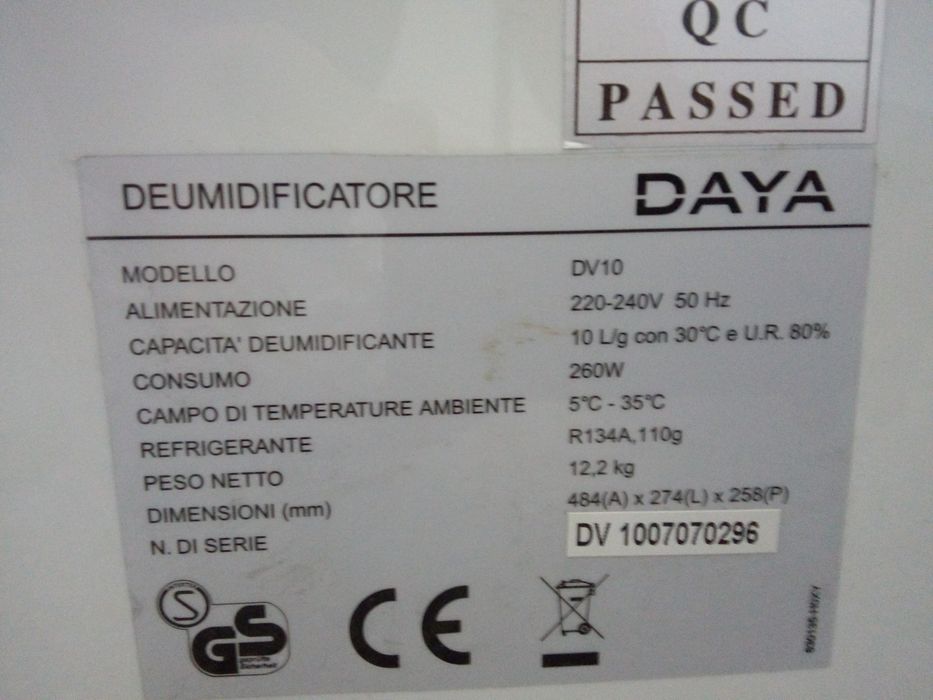 QC
PASSED
DEUMIDIFICATORE DAYA
MODELLO DV10
ALIMENTAZIONE 220-240V 50 Hz
CAPACITA' DEUMIDIFICANTE 10 L/g con 30°C e U.R. 80%
CONSUMO 260W
CAMPO DI TEMPERATURE AMBIENTE 5°C - 35°C
REFRIGERANTE R134A,110g
PESO NETTO 12,2 kg
DIMENSIONI (mm) 484(A) x 274(L) x 258(P)
N. DI SERIE DV 1007070296
S
GS
geprüfte
Sicherheit
CE